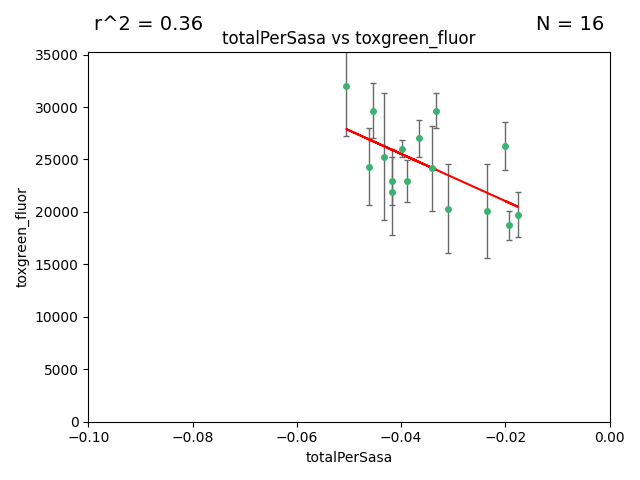 r^2 = 0.36
N = 16
totalPerSasa vs toxgreen_fluor
35000
30000
25000
20000
15000
10000
5000
0
toxgreen_fluor
−0.10
−0.08
−0.06
−0.04
−0.02
0.00
totalPerSasa